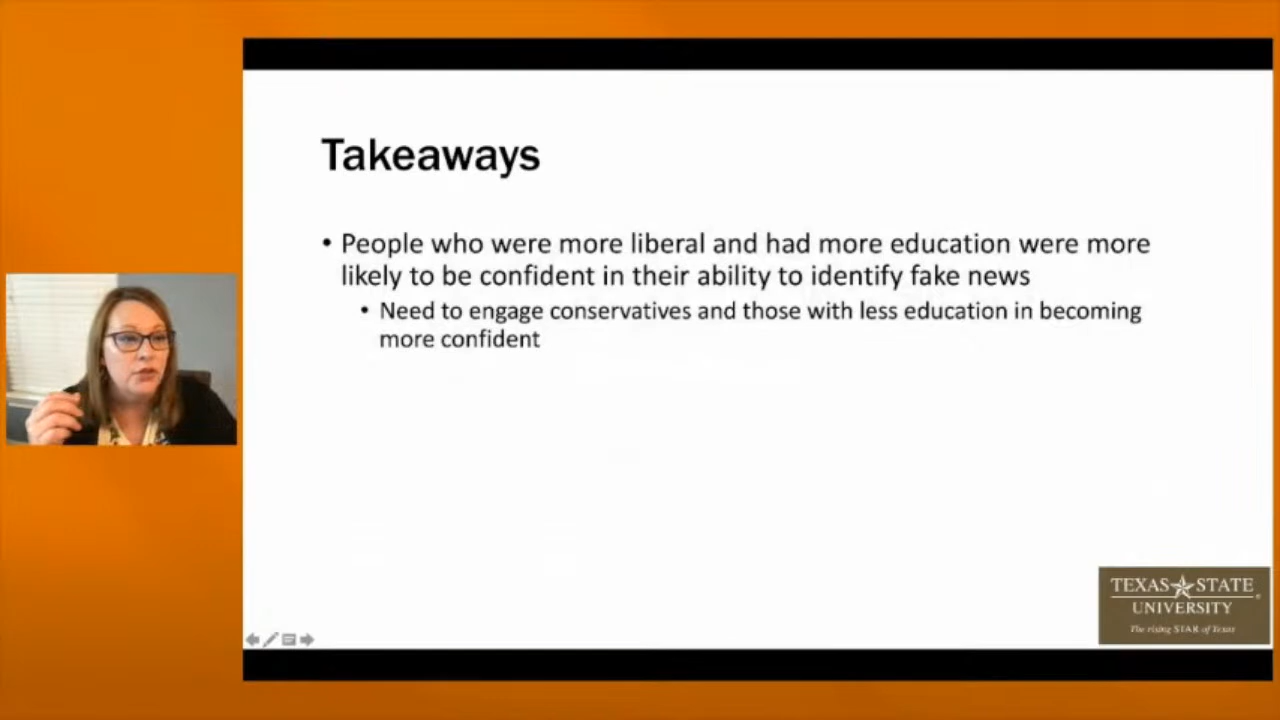 Takeaways
• People who were more liberal and had more education were more
likely to be confident in their ability to identify fake news
• Need to engage conservatives and those with less education in becoming
more confident
TEXAS STATE
UNIVERSITY
The rising STAR of Texas